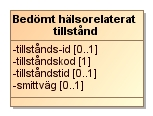 Bedömt hälsorelaterat
tillstånd
-tillstånds-id [0..1]
-tillståndskod [1]
-tillståndstid [0..1]
-smittväg [0..1]